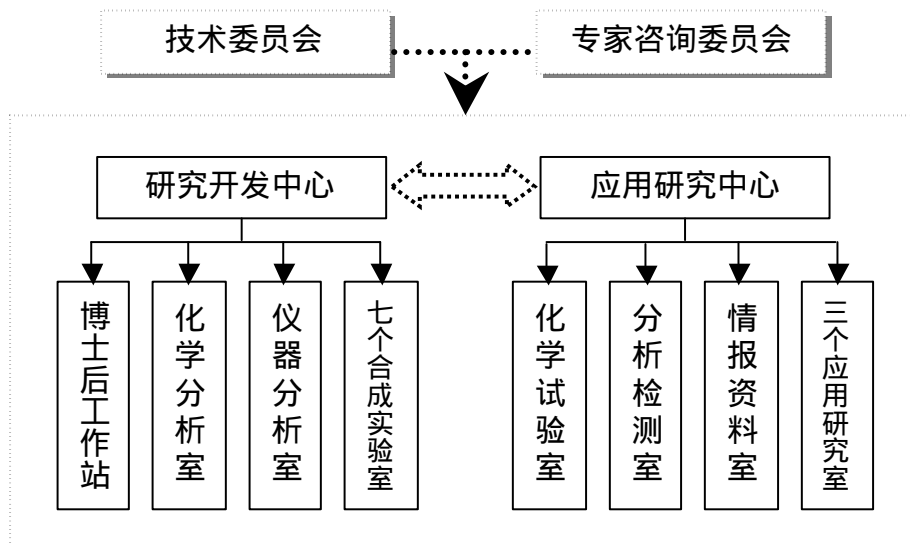 技术委员会
专家咨询委员会
研究开发中心
应用研究中心
博士后工作站
化学分析室
仪器分析室
七个合成实验室
化学试验室
分析检测室
情报资料室
三个应用研究室